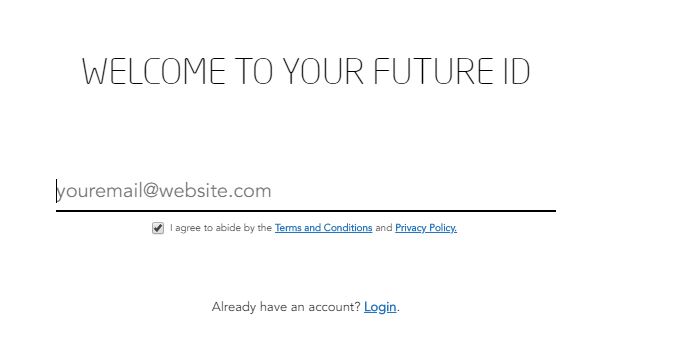 WELCOME TO YOUR FUTURE ID
youremail@website.com
I agree to abide by the Terms and Conditions and Privacy Policy.
Already have an account? Login.